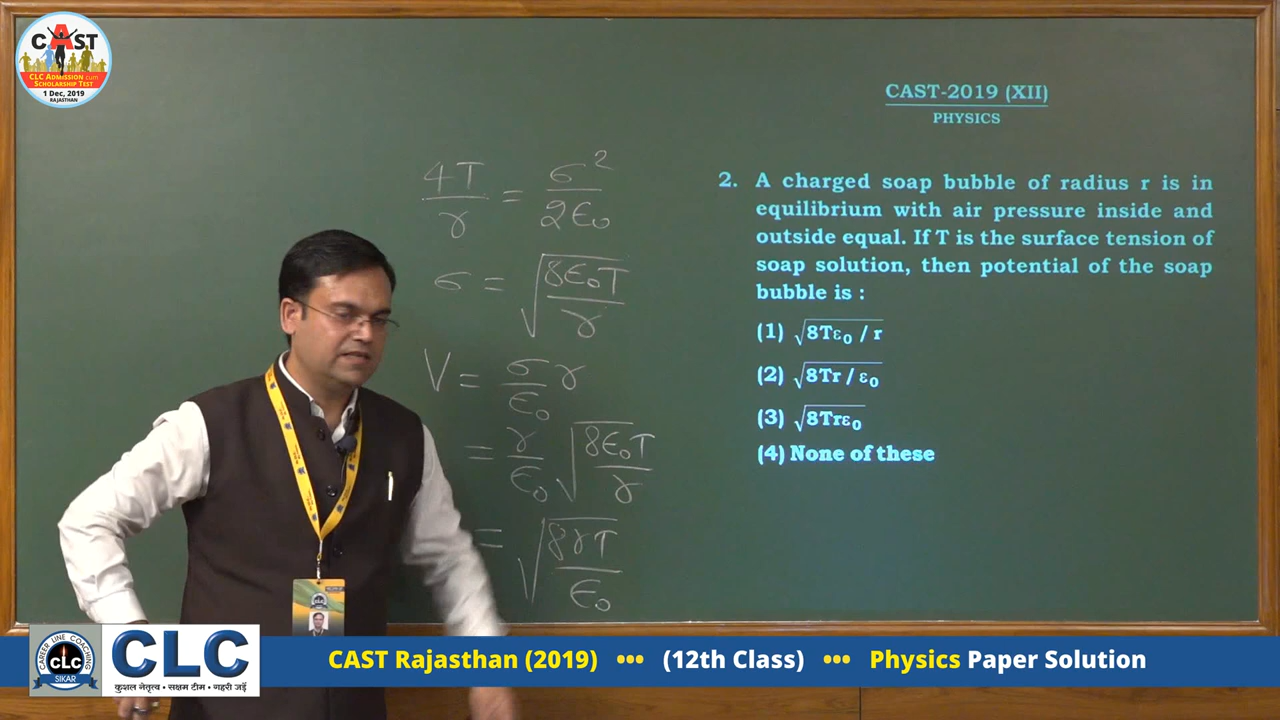 CAST
CLC ADMISSION cum
SCHOLARSHIP TEST
1 Dec, 2019
RAJASTHAN
CAST-2019 (XII)
PHYSICS
2. A charged soap bubble of radius r is in
equilibrium with air pressure inside and
outside equal. If T is the surface tension of
soap solution, then potential of the soap
bubble is :
(1) √8Tε₀ / r
(2) √8Tr / ε₀
(3) √8Trε₀
(4) None of these
4T/r = σ²/2ε₀
σ = √8ε₀T/r
V = σ/ε₀ r
= r/ε₀ √8ε₀T/r
= √8rT/ε₀
CAREER LINE COACHING
CLC
SIKAR
CLC
कुशल नेतृत्व • सक्षम टीम • गहरी जड़ें
CAST Rajasthan (2019) ••• (12th Class) ••• Physics Paper Solution